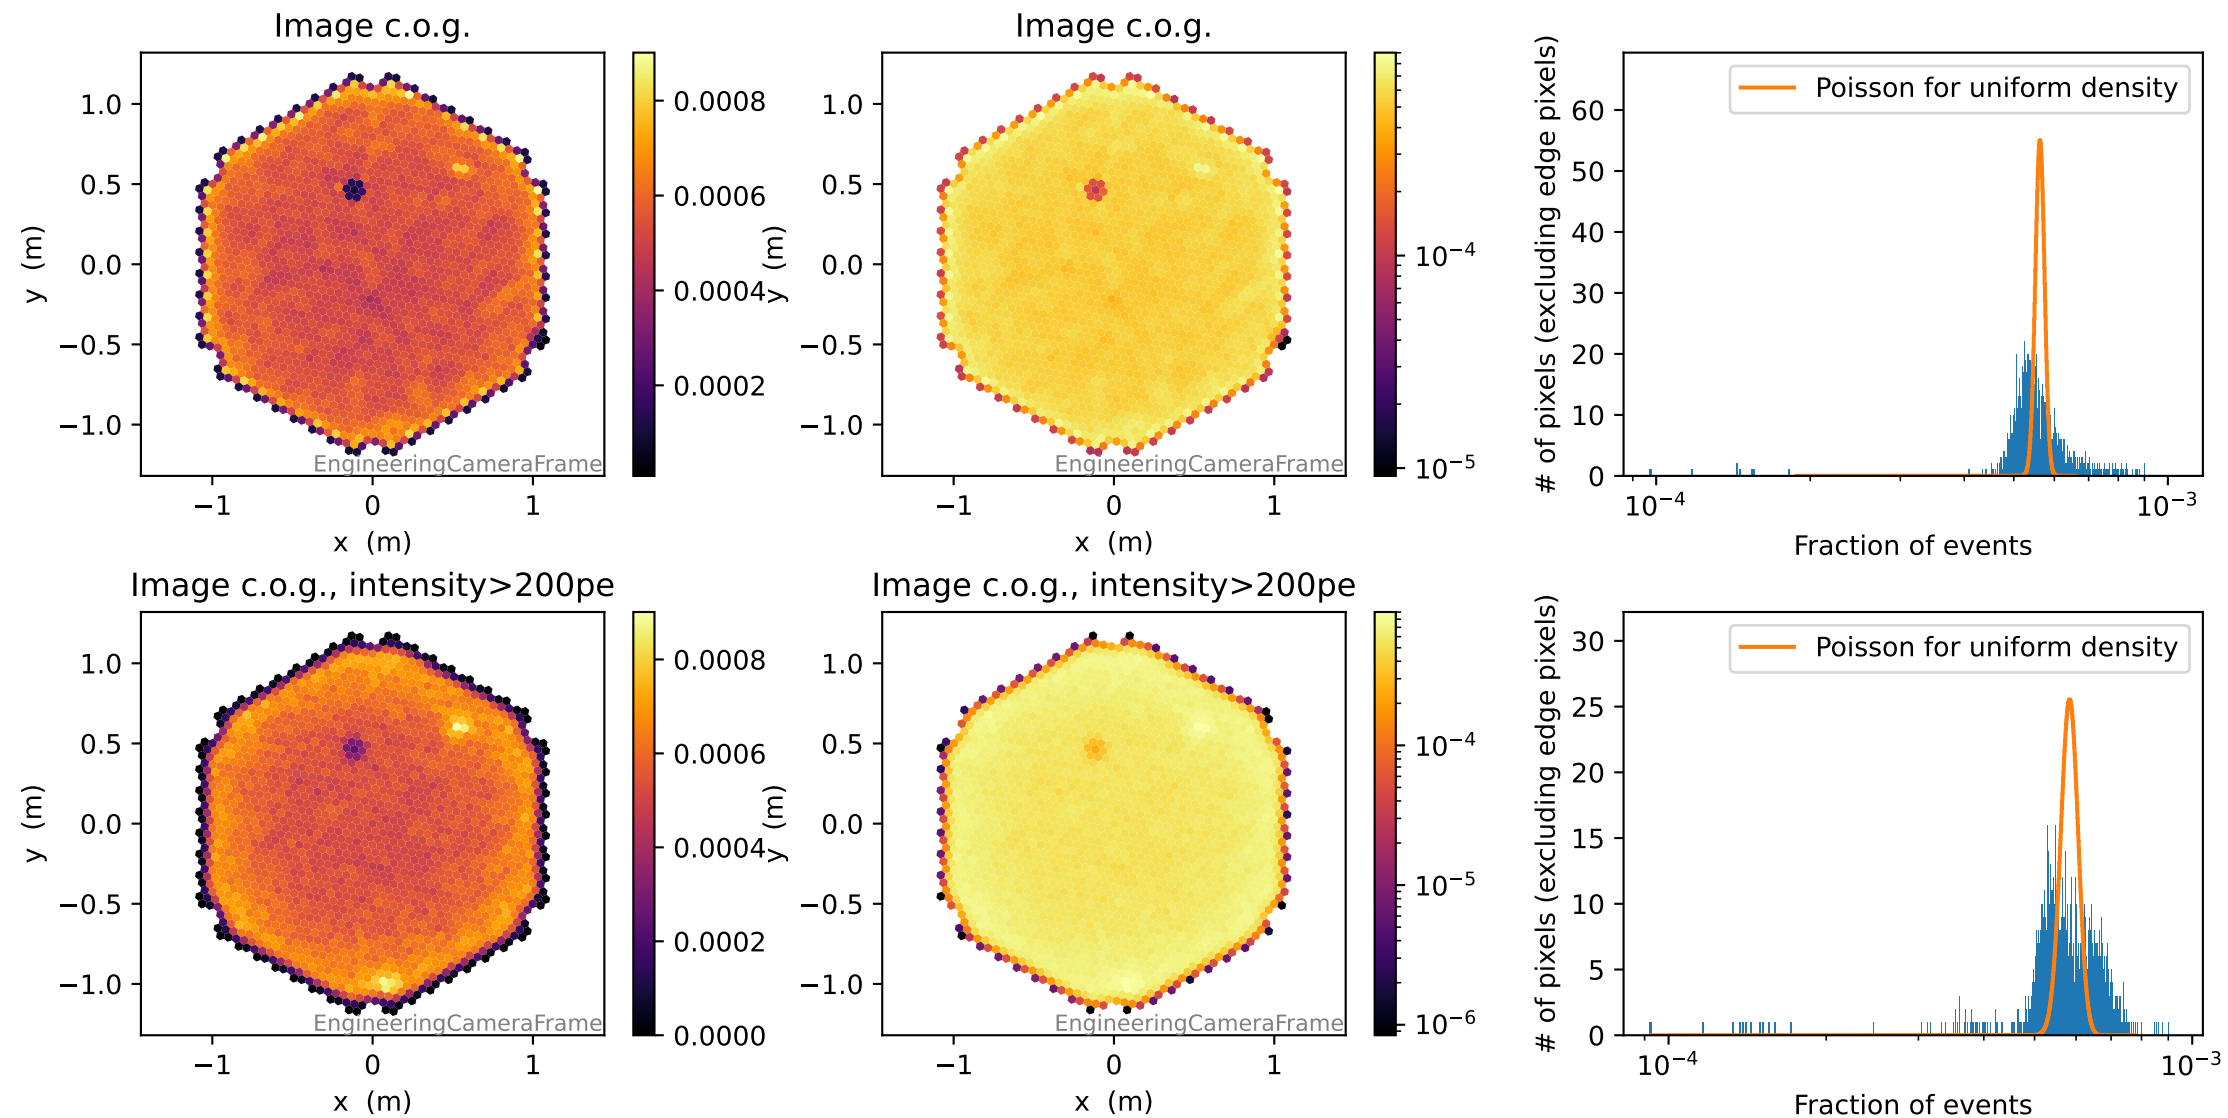 Image c.o.g.
1.0
0.5
0.0
−0.5
−1.0
y (m)
−1
0
1
x (m)
EngineeringCameraFrame
0.0008
0.0006
0.0004
0.0002
Image c.o.g.
1.0
0.5
0.0
−0.5
−1.0
y (m)
−1
0
1
x (m)
EngineeringCameraFrame
10⁻⁴
10⁻⁵
# of pixels (excluding edge pixels)
60
50
40
30
20
10
0
Poisson for uniform density
10⁻⁴
10⁻³
Fraction of events
Image c.o.g., intensity>200pe
1.0
0.5
0.0
−0.5
−1.0
y (m)
−1
0
1
x (m)
EngineeringCameraFrame
0.0008
0.0006
0.0004
0.0002
0.0000
Image c.o.g., intensity>200pe
1.0
0.5
0.0
−0.5
−1.0
y (m)
−1
0
1
x (m)
EngineeringCameraFrame
10⁻⁴
10⁻⁵
10⁻⁶
# of pixels (excluding edge pixels)
30
25
20
15
10
5
0
Poisson for uniform density
10⁻⁴
10⁻³
Fraction of events